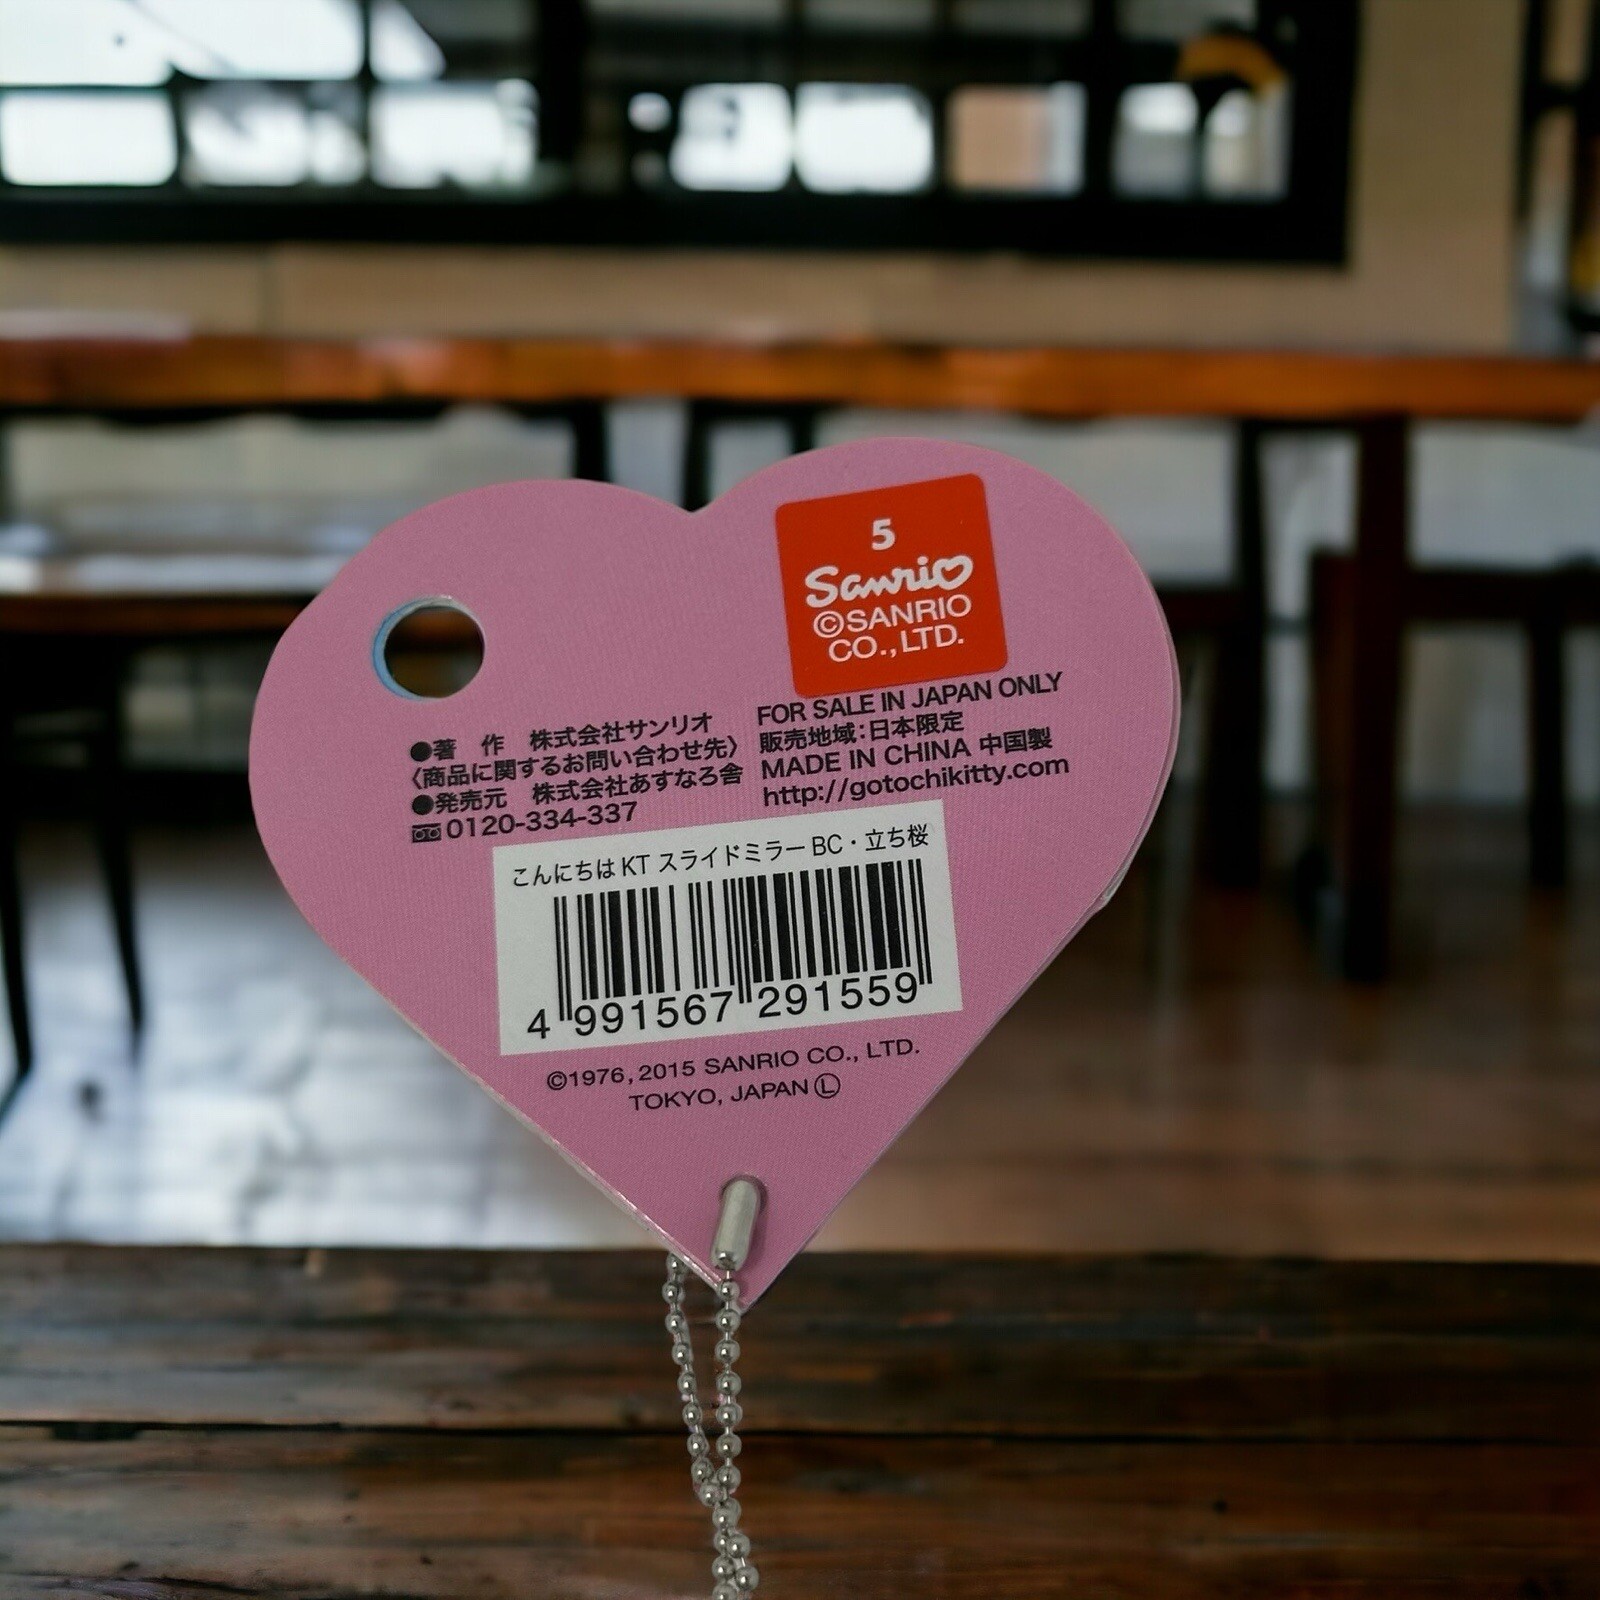 5
Sanrio
©SANRIO
CO.,LTD.
●著　作　株式会社サンリオ
〈商品に関するお問い合わせ先〉
●発売元　株式会社あすなろ舎
0120-334-337
FOR SALE IN JAPAN ONLY
販売地域:日本限定
MADE IN CHINA 中国製
http://gotochikitty.com
こんにちはKT スライドミラーBC・立ち桜
4 991567 291559
©1976, 2015 SANRIO CO., LTD.
TOKYO, JAPAN Ⓛ